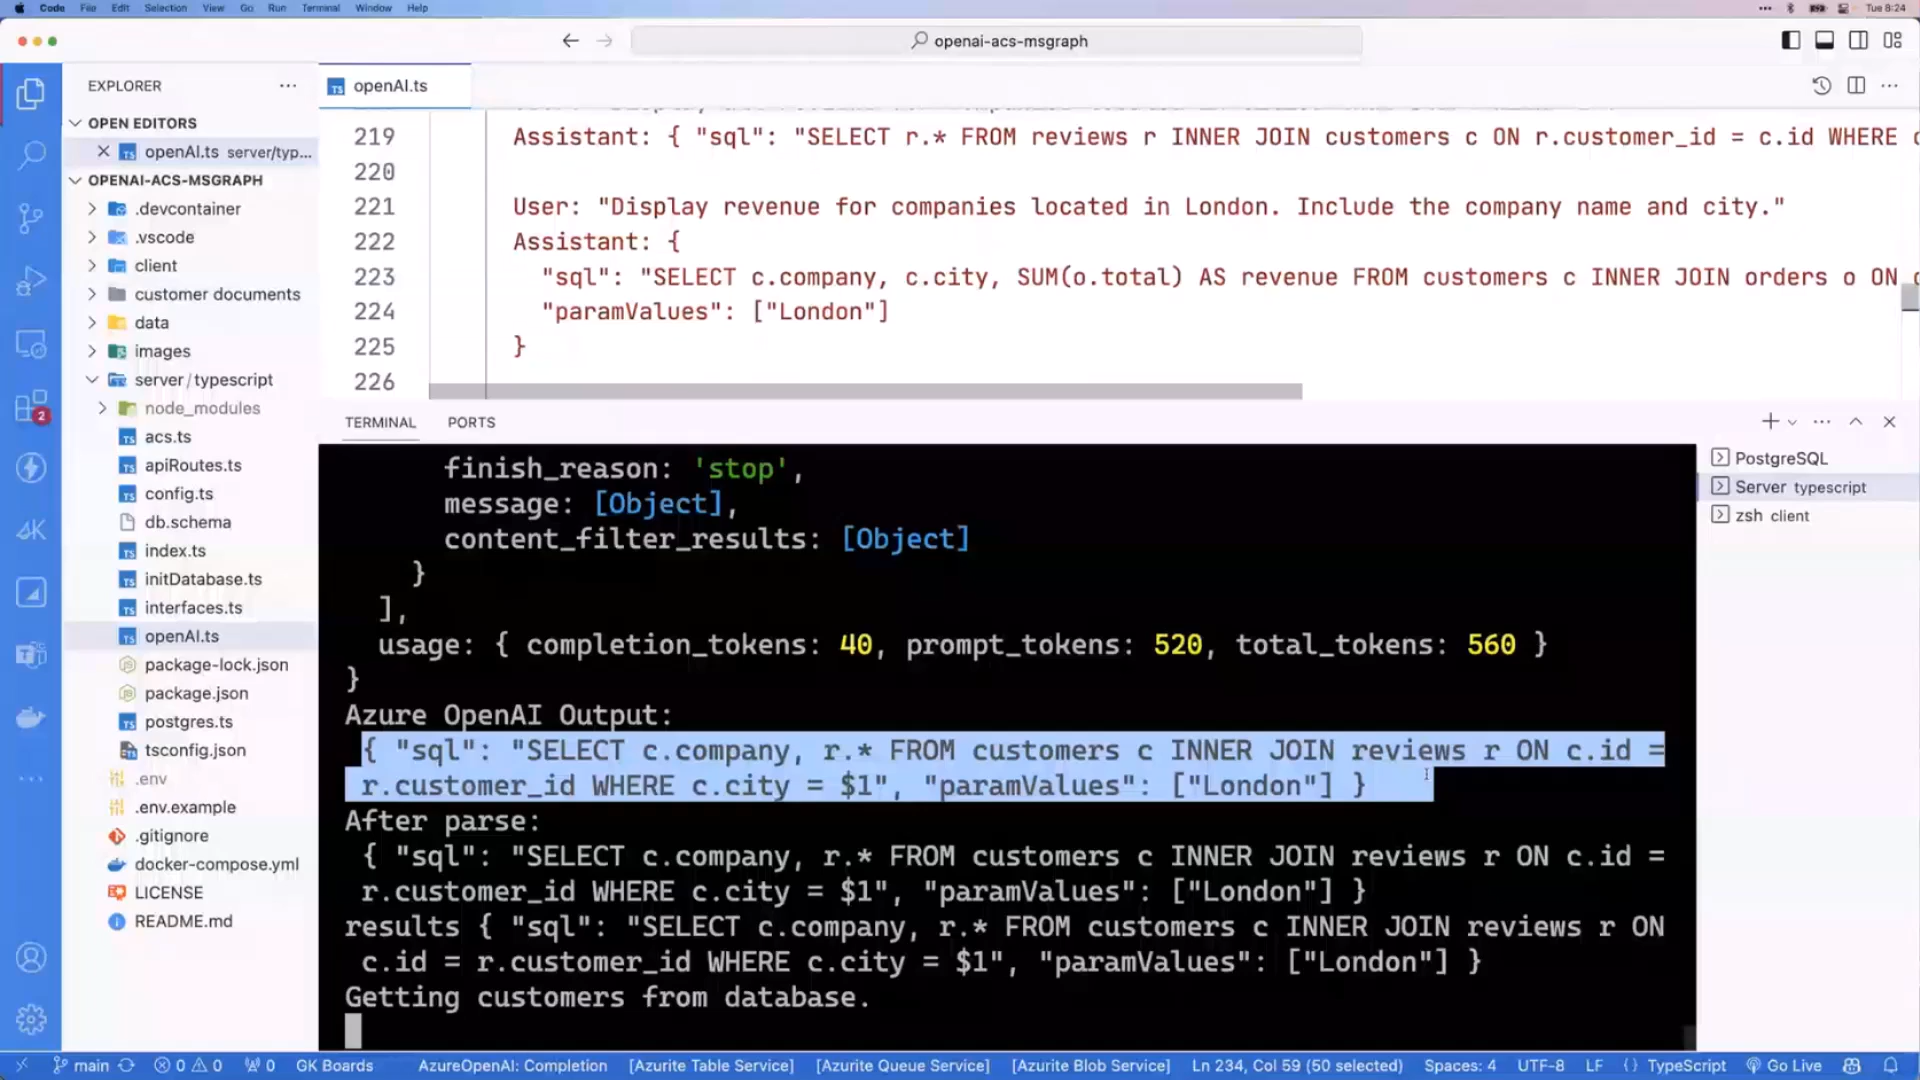 Code File Edit Selection View Go Run Terminal Window Help Tue 8:24
openai-acs-msgraph
EXPLORER
OPEN EDITORS
openAI.ts server/typ...
OPENAI-ACS-MSGRAPH
.devcontainer
.vscode
client
customer documents
data
images
server / typescript
node_modules
acs.ts
apiRoutes.ts
config.ts
db.schema
index.ts
initDatabase.ts
interfaces.ts
openAI.ts
package-lock.json
package.json
postgres.ts
tsconfig.json
.env
.env.example
.gitignore
docker-compose.yml
LICENSE
README.md
2
openAI.ts
219 Assistant: { "sql": "SELECT r.* FROM reviews r INNER JOIN customers c ON r.customer_id = c.id WHERE
220
221 User: "Display revenue for companies located in London. Include the company name and city."
222 Assistant: {
223 "sql": "SELECT c.company, c.city, SUM(o.total) AS revenue FROM customers c INNER JOIN orders o ON
224 "paramValues": ["London"]
225 }
226
TERMINAL PORTS
finish_reason: 'stop',
message: [Object],
content_filter_results: [Object]
}
],
usage: { completion_tokens: 40, prompt_tokens: 520, total_tokens: 560 }
}
Azure OpenAI Output:
{ "sql": "SELECT c.company, r.* FROM customers c INNER JOIN reviews r ON c.id =
r.customer_id WHERE c.city = $1", "paramValues": ["London"] }
After parse:
{ "sql": "SELECT c.company, r.* FROM customers c INNER JOIN reviews r ON c.id =
r.customer_id WHERE c.city = $1", "paramValues": ["London"] }
results { "sql": "SELECT c.company, r.* FROM customers c INNER JOIN reviews r ON
c.id = r.customer_id WHERE c.city = $1", "paramValues": ["London"] }
Getting customers from database.
PostgreSQL
Server typescript
zsh client
main 0 0 0 GK Boards AzureOpenAI: Completion [Azurite Table Service] [Azurite Queue Service] [Azurite Blob Service] Ln 234, Col 59 (50 selected) Spaces: 4 UTF-8 LF {} TypeScript Go Live